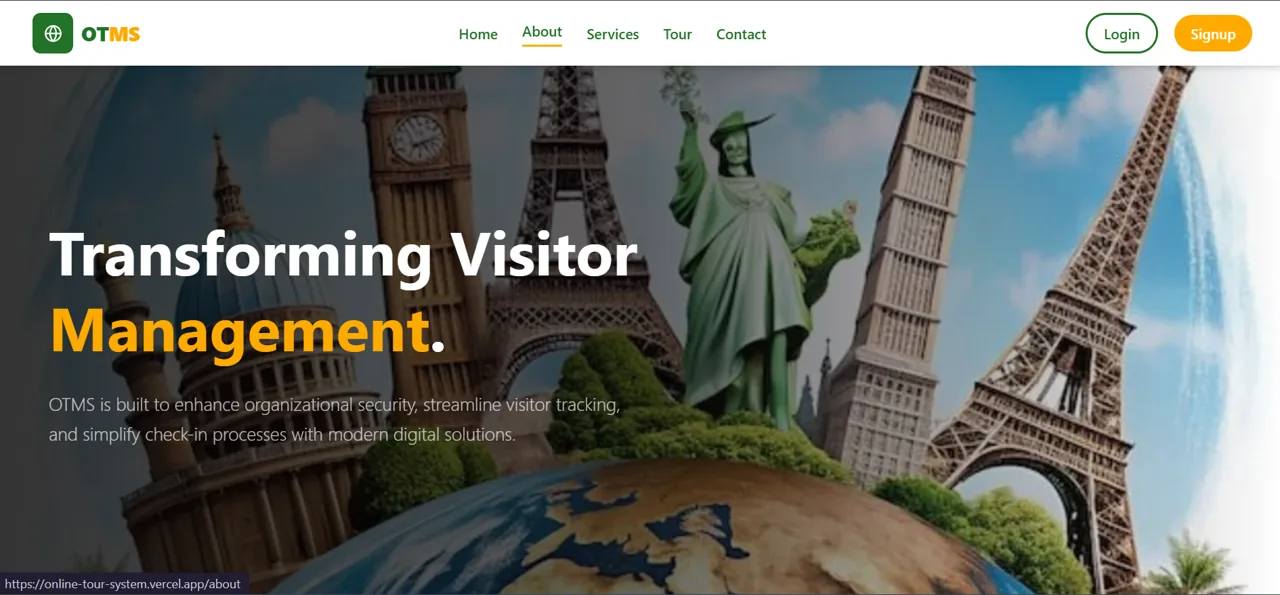 OTMS
Home About Services Tour Contact
Login
Signup
Transforming Visitor
Management.
OTMS is built to enhance organizational security, streamline visitor tracking,
and simplify check-in processes with modern digital solutions.
https://online-tour-system.vercel.app/about